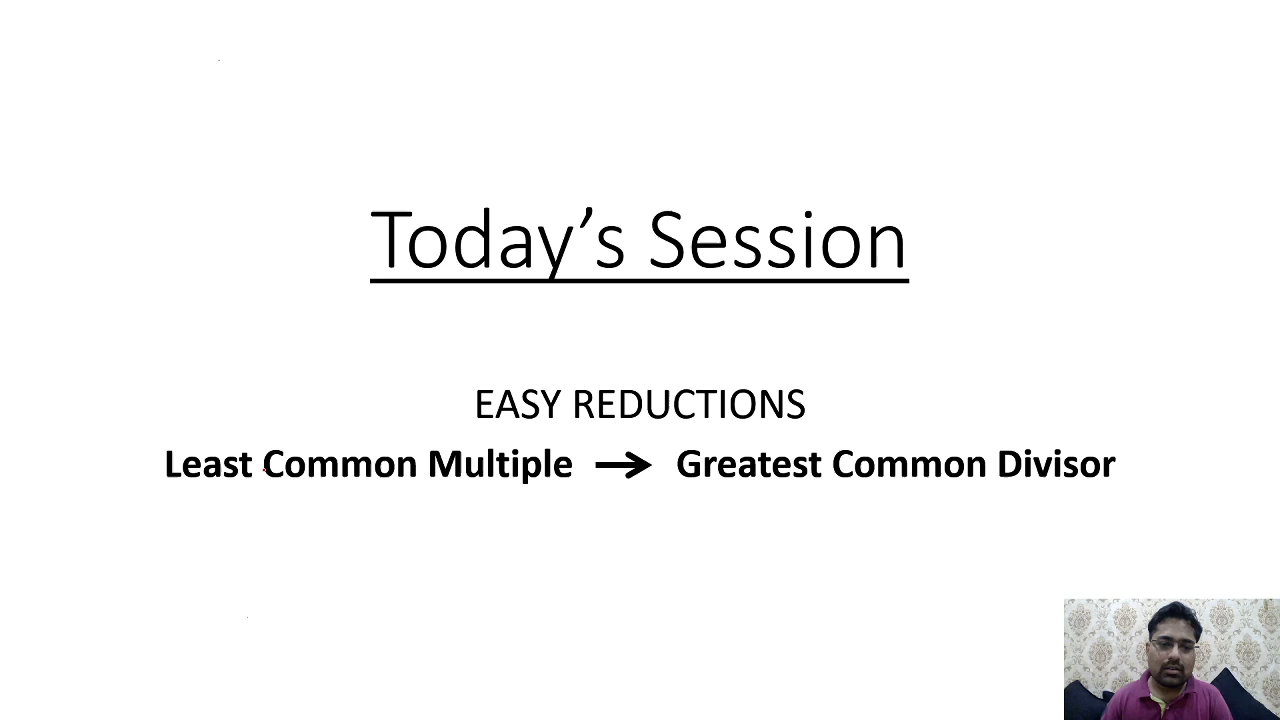 Today’s Session
EASY REDUCTIONS
Least Common Multiple → Greatest Common Divisor